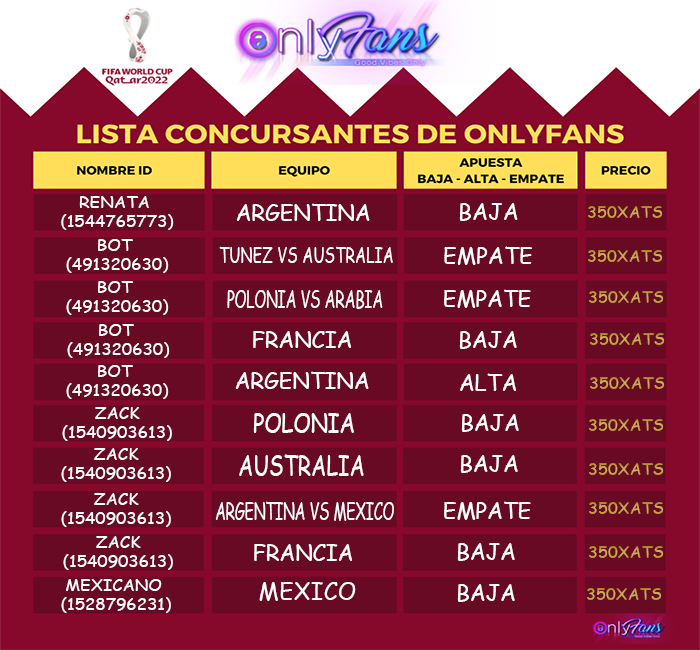 FIFA WORLD CUP
Qatar2022
OnlyFans
Good Vibes Only
LISTA CONCURSANTES DE ONLYFANS
NOMBRE ID
EQUIPO
APUESTA
BAJA - ALTA - EMPATE
PRECIO
RENATA
(1544765773)
ARGENTINA
BAJA
350XATS
BOT
(491320630)
TUNEZ VS AUSTRALIA
EMPATE
350XATS
BOT
(491320630)
POLONIA VS ARABIA
EMPATE
350XATS
BOT
(491320630)
FRANCIA
BAJA
350XATS
BOT
(491320630)
ARGENTINA
ALTA
350XATS
ZACK
(1540903613)
POLONIA
BAJA
350XATS
ZACK
(1540903613)
AUSTRALIA
BAJA
350XATS
ZACK
(1540903613)
ARGENTINA VS MEXICO
EMPATE
350XATS
ZACK
(1540903613)
FRANCIA
BAJA
350XATS
MEXICANO
(1528796231)
MEXICO
BAJA
350XATS
OnlyFans